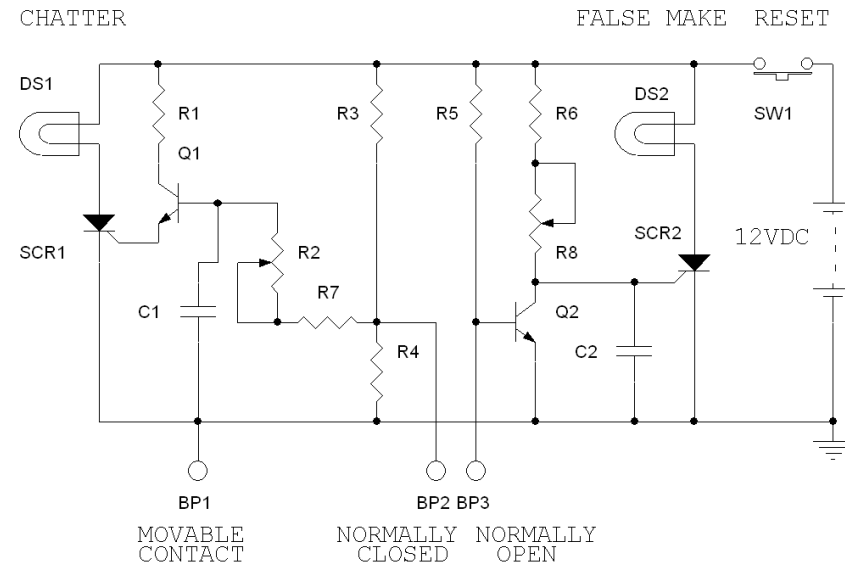 CHATTER
FALSE MAKE RESET
DS1
R1
R3
R5
R6
DS2
SW1
Q1
SCR1
R2
R8
SCR2
12VDC
R7
C1
Q2
R4
C2
BP1
BP2
BP3
MOVABLE
CONTACT
NORMALLY
CLOSED
NORMALLY
OPEN